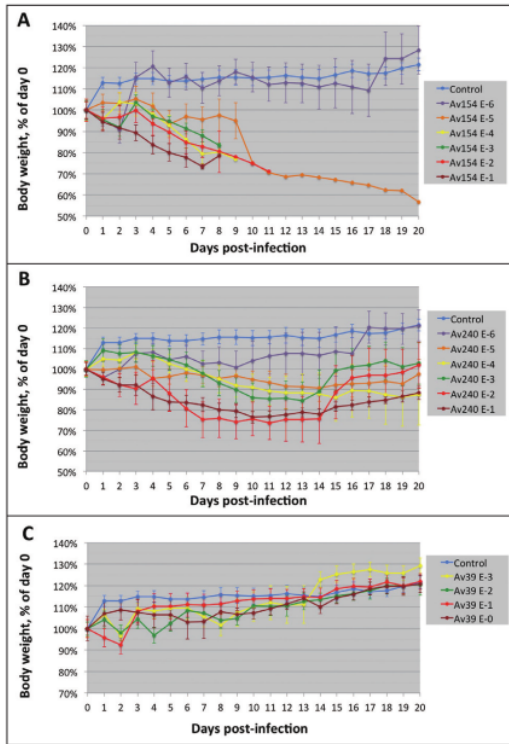 A
Body weight, % of day 0
140%
130%
120%
110%
100%
90%
80%
70%
60%
50%
0 1 2 3 4 5 6 7 8 9 10 11 12 13 14 15 16 17 18 19 20
Days post-infection
Control
Av154 E-6
Av154 E-5
Av154 E-4
Av154 E-3
Av154 E-2
Av154 E-1
B
Body weight, % of day 0
140%
130%
120%
110%
100%
90%
80%
70%
60%
50%
0 1 2 3 4 5 6 7 8 9 10 11 12 13 14 15 16 17 18 19 20
Days post-infection
Control
Av240 E-6
Av240 E-5
Av240 E-4
Av240 E-3
Av240 E-2
Av240 E-1
C
Body weight, % of day 0
140%
130%
120%
110%
100%
90%
80%
70%
0 1 2 3 4 5 6 7 8 9 10 11 12 13 14 15 16 17 18 19 20
Days post-infection
Control
Av39 E-3
Av39 E-2
Av39 E-1
Av39 E-0